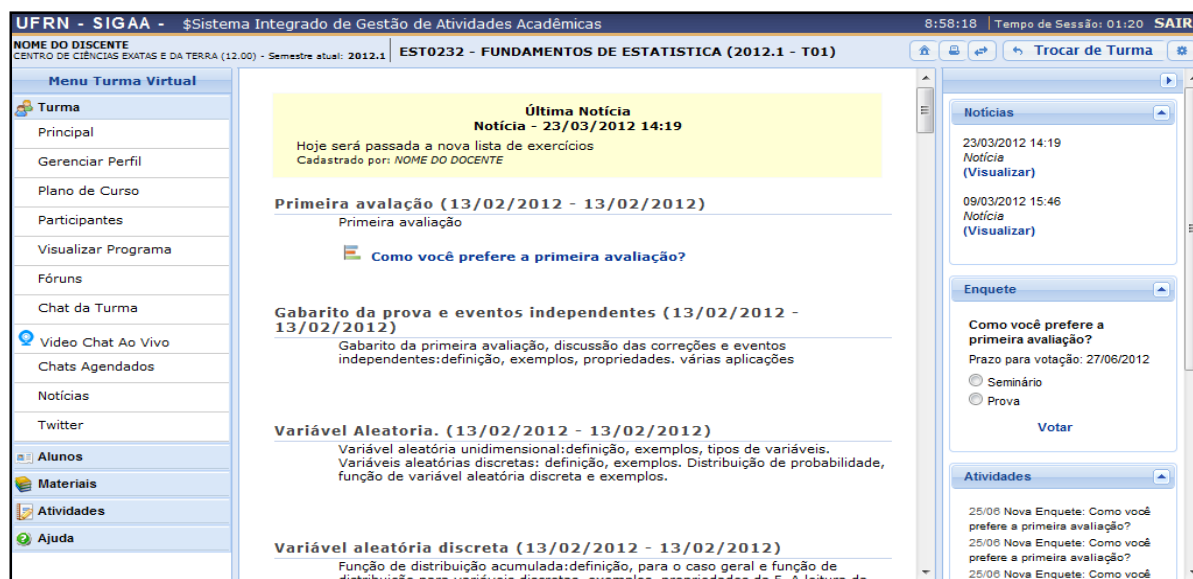 UFRN - SIGAA - $Sistema Integrado de Gestão de Atividades Acadêmicas
8:58:18 | Tempo de Sessão: 01:20 SAIR
NOME DO DISCENTE
CENTRO DE CIÊNCIAS EXATAS E DA TERRA (12.00) - Semestre atual: 2012.1
EST0232 - FUNDAMENTOS DE ESTATISTICA (2012.1 - T01)
Trocar de Turma
Menu Turma Virtual
Turma
Principal
Gerenciar Perfil
Plano de Curso
Participantes
Visualizar Programa
Fóruns
Chat da Turma
Video Chat Ao Vivo
Chats Agendados
Notícias
Twitter
Alunos
Materiais
Atividades
Ajuda
Última Notícia
Notícia - 23/03/2012 14:19
Hoje será passada a nova lista de exercícios
Cadastrado por: NOME DO DOCENTE
Primeira avalação (13/02/2012 - 13/02/2012)
Primeira avaliação
Como você prefere a primeira avaliação?
Gabarito da prova e eventos independentes (13/02/2012 -
13/02/2012)
Gabarito da primeira avaliação, discussão das correções e eventos
independentes:definição, exemplos, propriedades. várias aplicações
Variável Aleatoria. (13/02/2012 - 13/02/2012)
Variável aleatória unidimensional:definição, exemplos, tipos de variáveis.
Variáveis aleatórias discretas: definição, exemplos. Distribuição de probabilidade,
função de variável aleatória discreta e exemplos.
Variável aleatória discreta (13/02/2012 - 13/02/2012)
Função de distribuição acumulada:definição, para o caso geral e função de
distribuição para variáveis discretas, exemplos, propriedades da F. A leitura de
Notícias
23/03/2012 14:19
Notícia
(Visualizar)
09/03/2012 15:46
Notícia
(Visualizar)
Enquete
Como você prefere a
primeira avaliação?
Prazo para votação: 27/06/2012
Seminário
Prova
Votar
Atividades
25/06 Nova Enquete: Como você
prefere a primeira avaliação?
25/06 Nova Enquete: Como você
prefere a primeira avaliação?
25/06 Nova Enquete: Como você